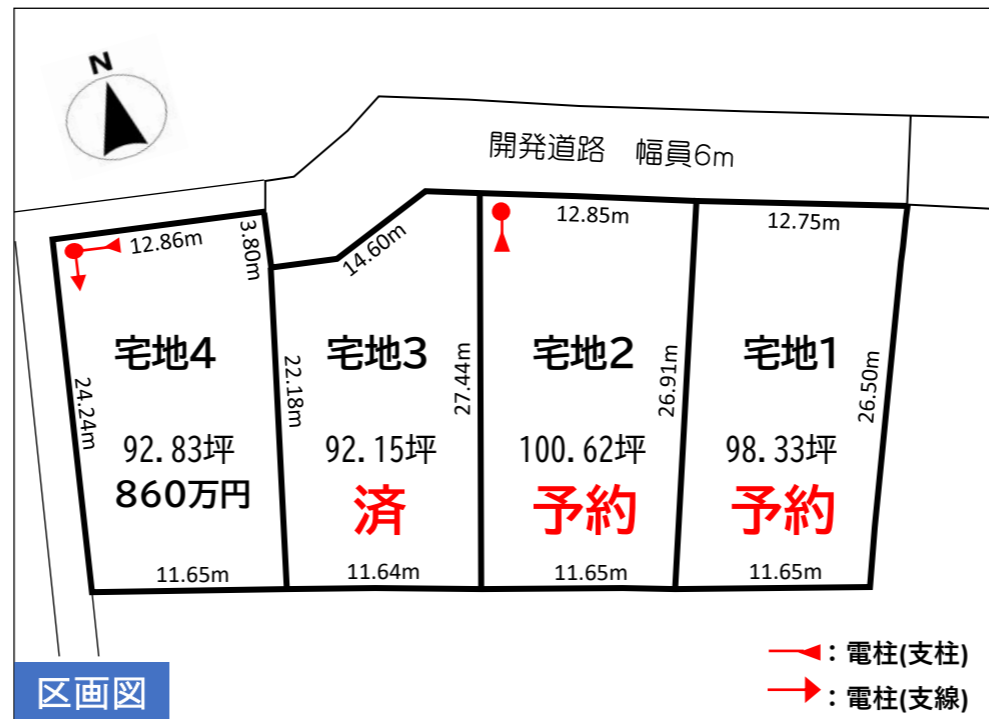 N
開発道路 幅員6m
12.86m
3.80m
14.60m
12.85m
12.75m
宅地4
宅地3
宅地2
宅地1
24.24m
22.18m
27.44m
26.91m
26.50m
92.83坪
92.15坪
100.62坪
98.33坪
860万円
済
予約
予約
11.65m
11.64m
11.65m
11.65m
：電柱(支柱)
：電柱(支線)
区画図